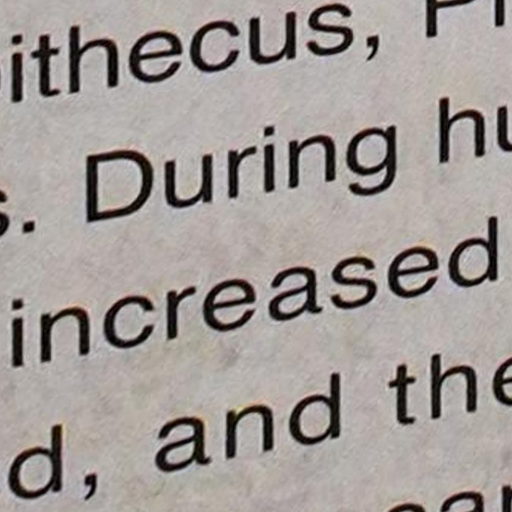 ithecus,
. During
increased
d, and the